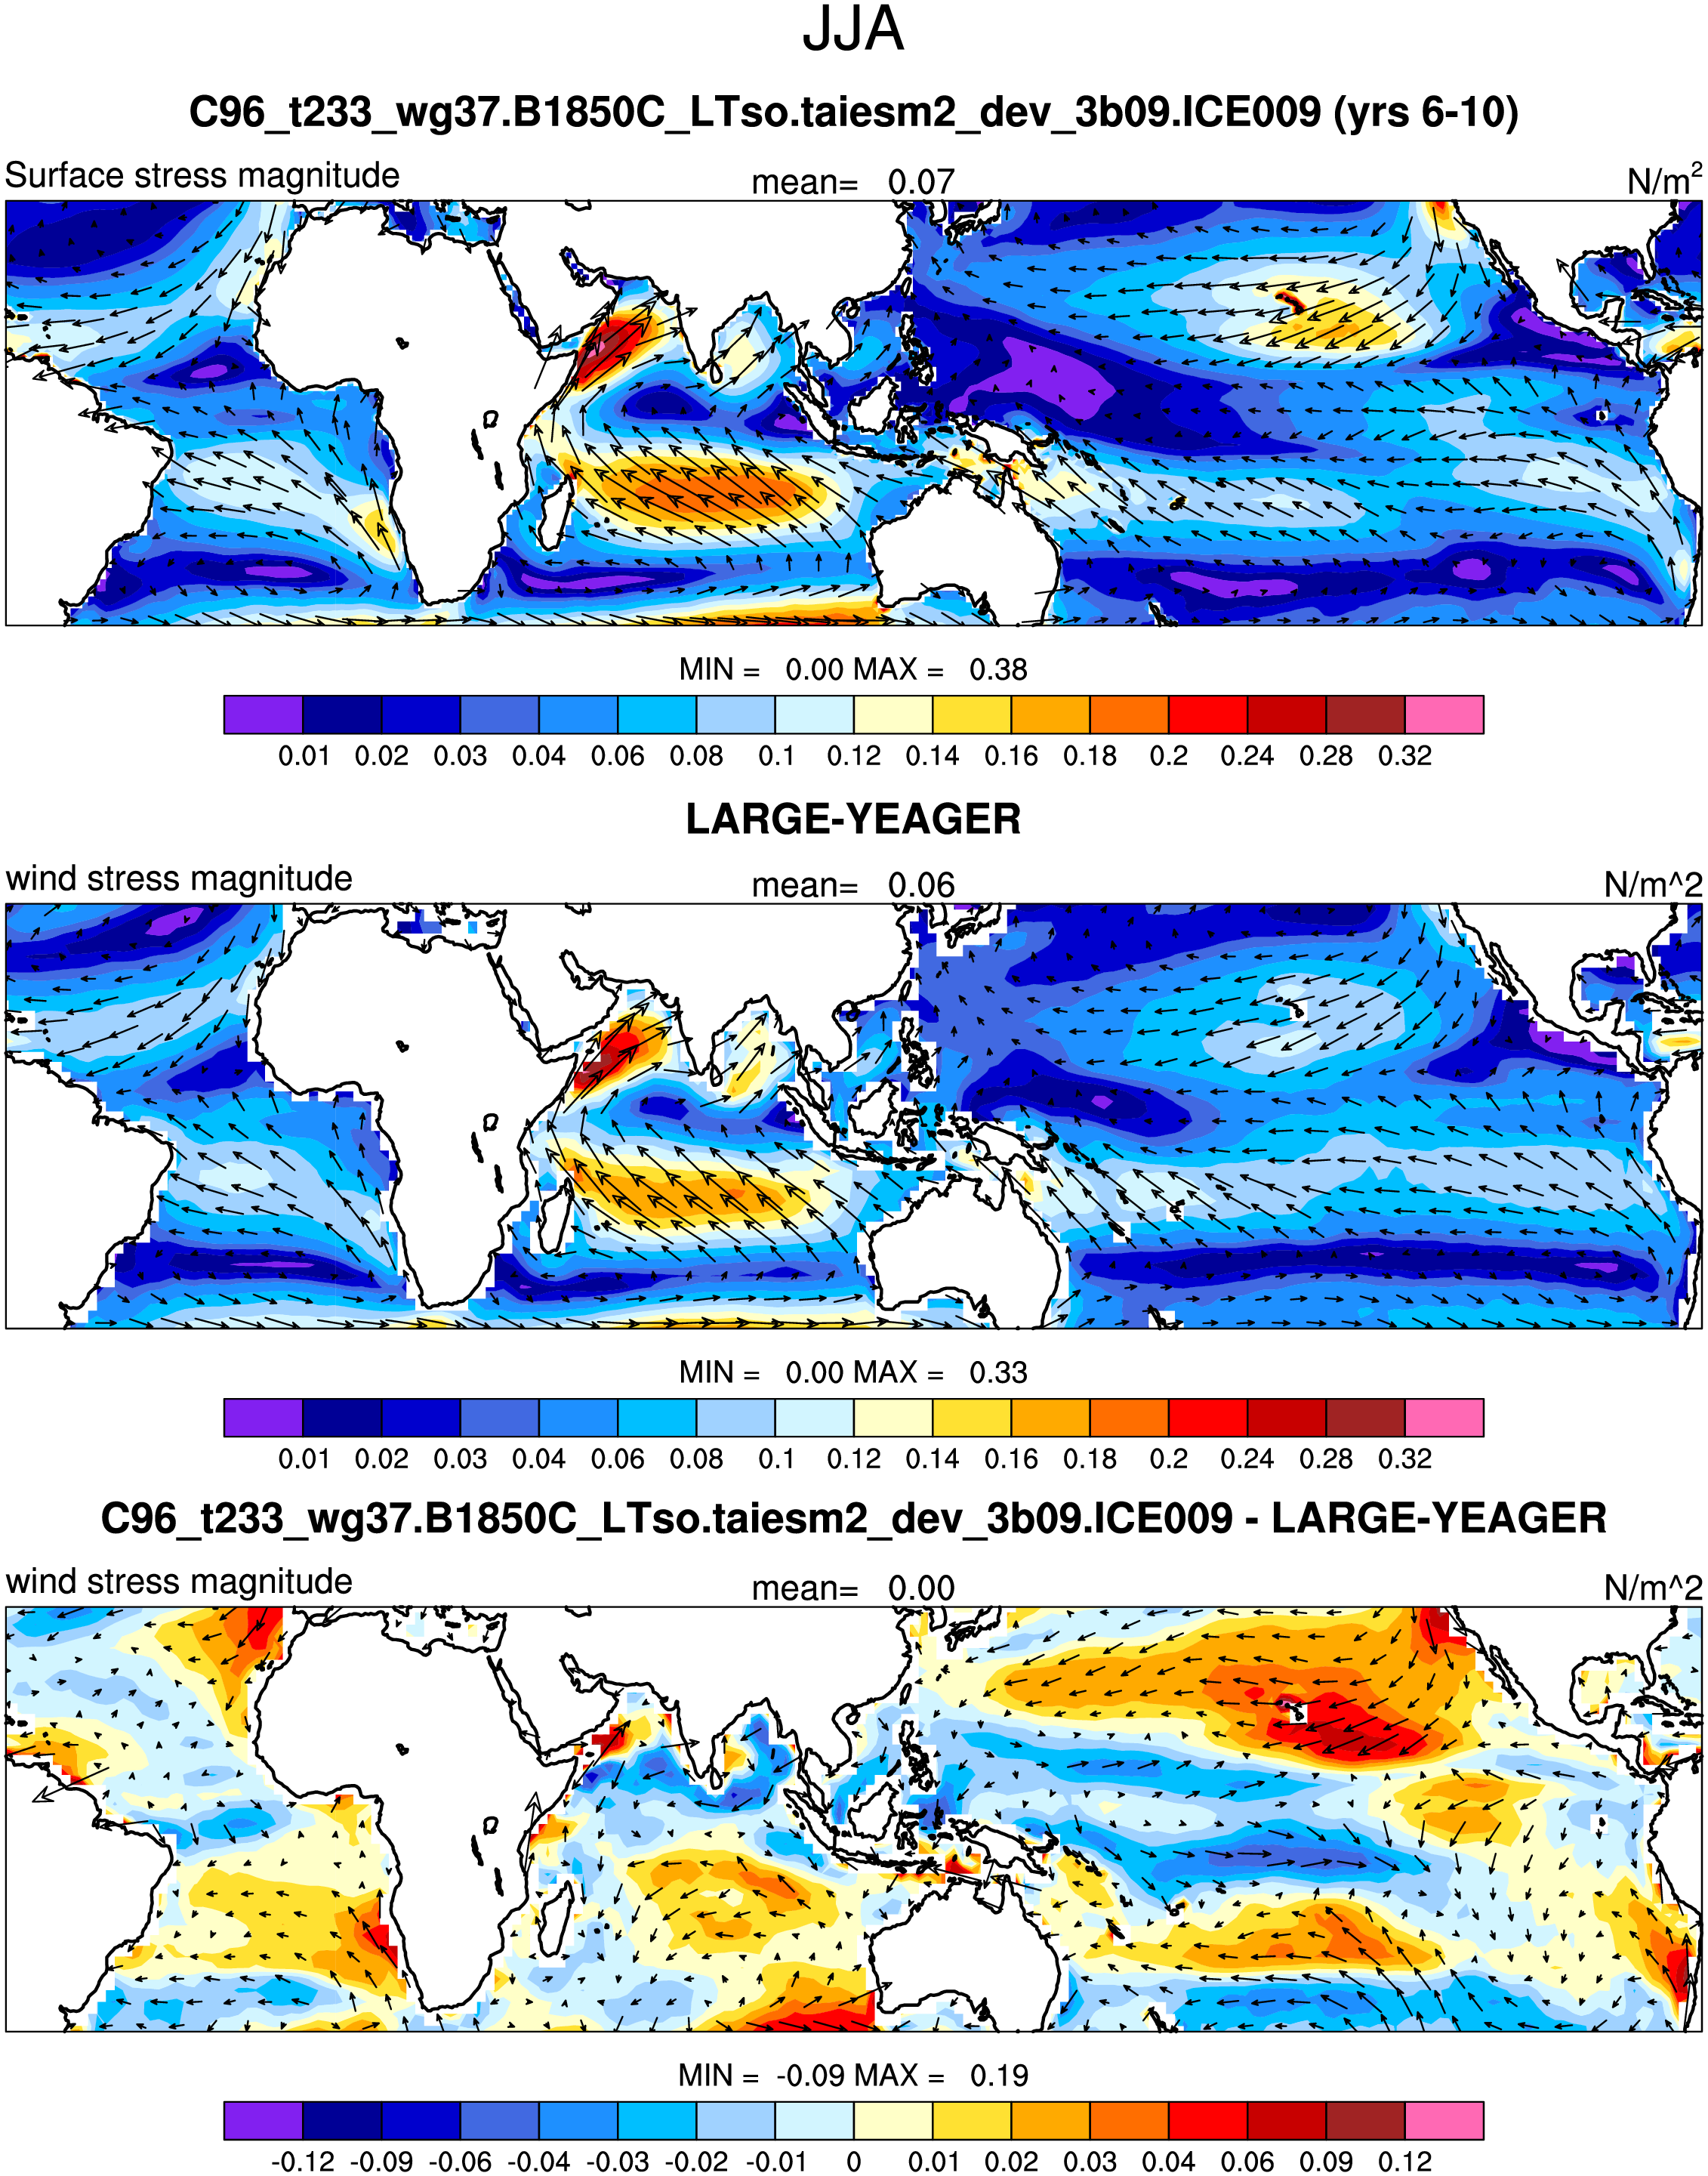 JJA
C96_t233_wg37.B1850C_LTso.taiesm2_dev_3b09.ICE009 (yrs 6-10)
Surface stress magnitude mean= 0.07 N/m2
MIN = 0.00 MAX = 0.38
0.01 0.02 0.03 0.04 0.06 0.08 0.1 0.12 0.14 0.16 0.18 0.2 0.24 0.28 0.32
LARGE-YEAGER
wind stress magnitude mean= 0.06 N/m^2
MIN = 0.00 MAX = 0.33
0.01 0.02 0.03 0.04 0.06 0.08 0.1 0.12 0.14 0.16 0.18 0.2 0.24 0.28 0.32
C96_t233_wg37.B1850C_LTso.taiesm2_dev_3b09.ICE009 - LARGE-YEAGER
wind stress magnitude mean= 0.00 N/m^2
MIN = -0.09 MAX = 0.19
-0.12 -0.09 -0.06 -0.04 -0.03 -0.02 -0.01 0 0.01 0.02 0.03 0.04 0.06 0.09 0.12